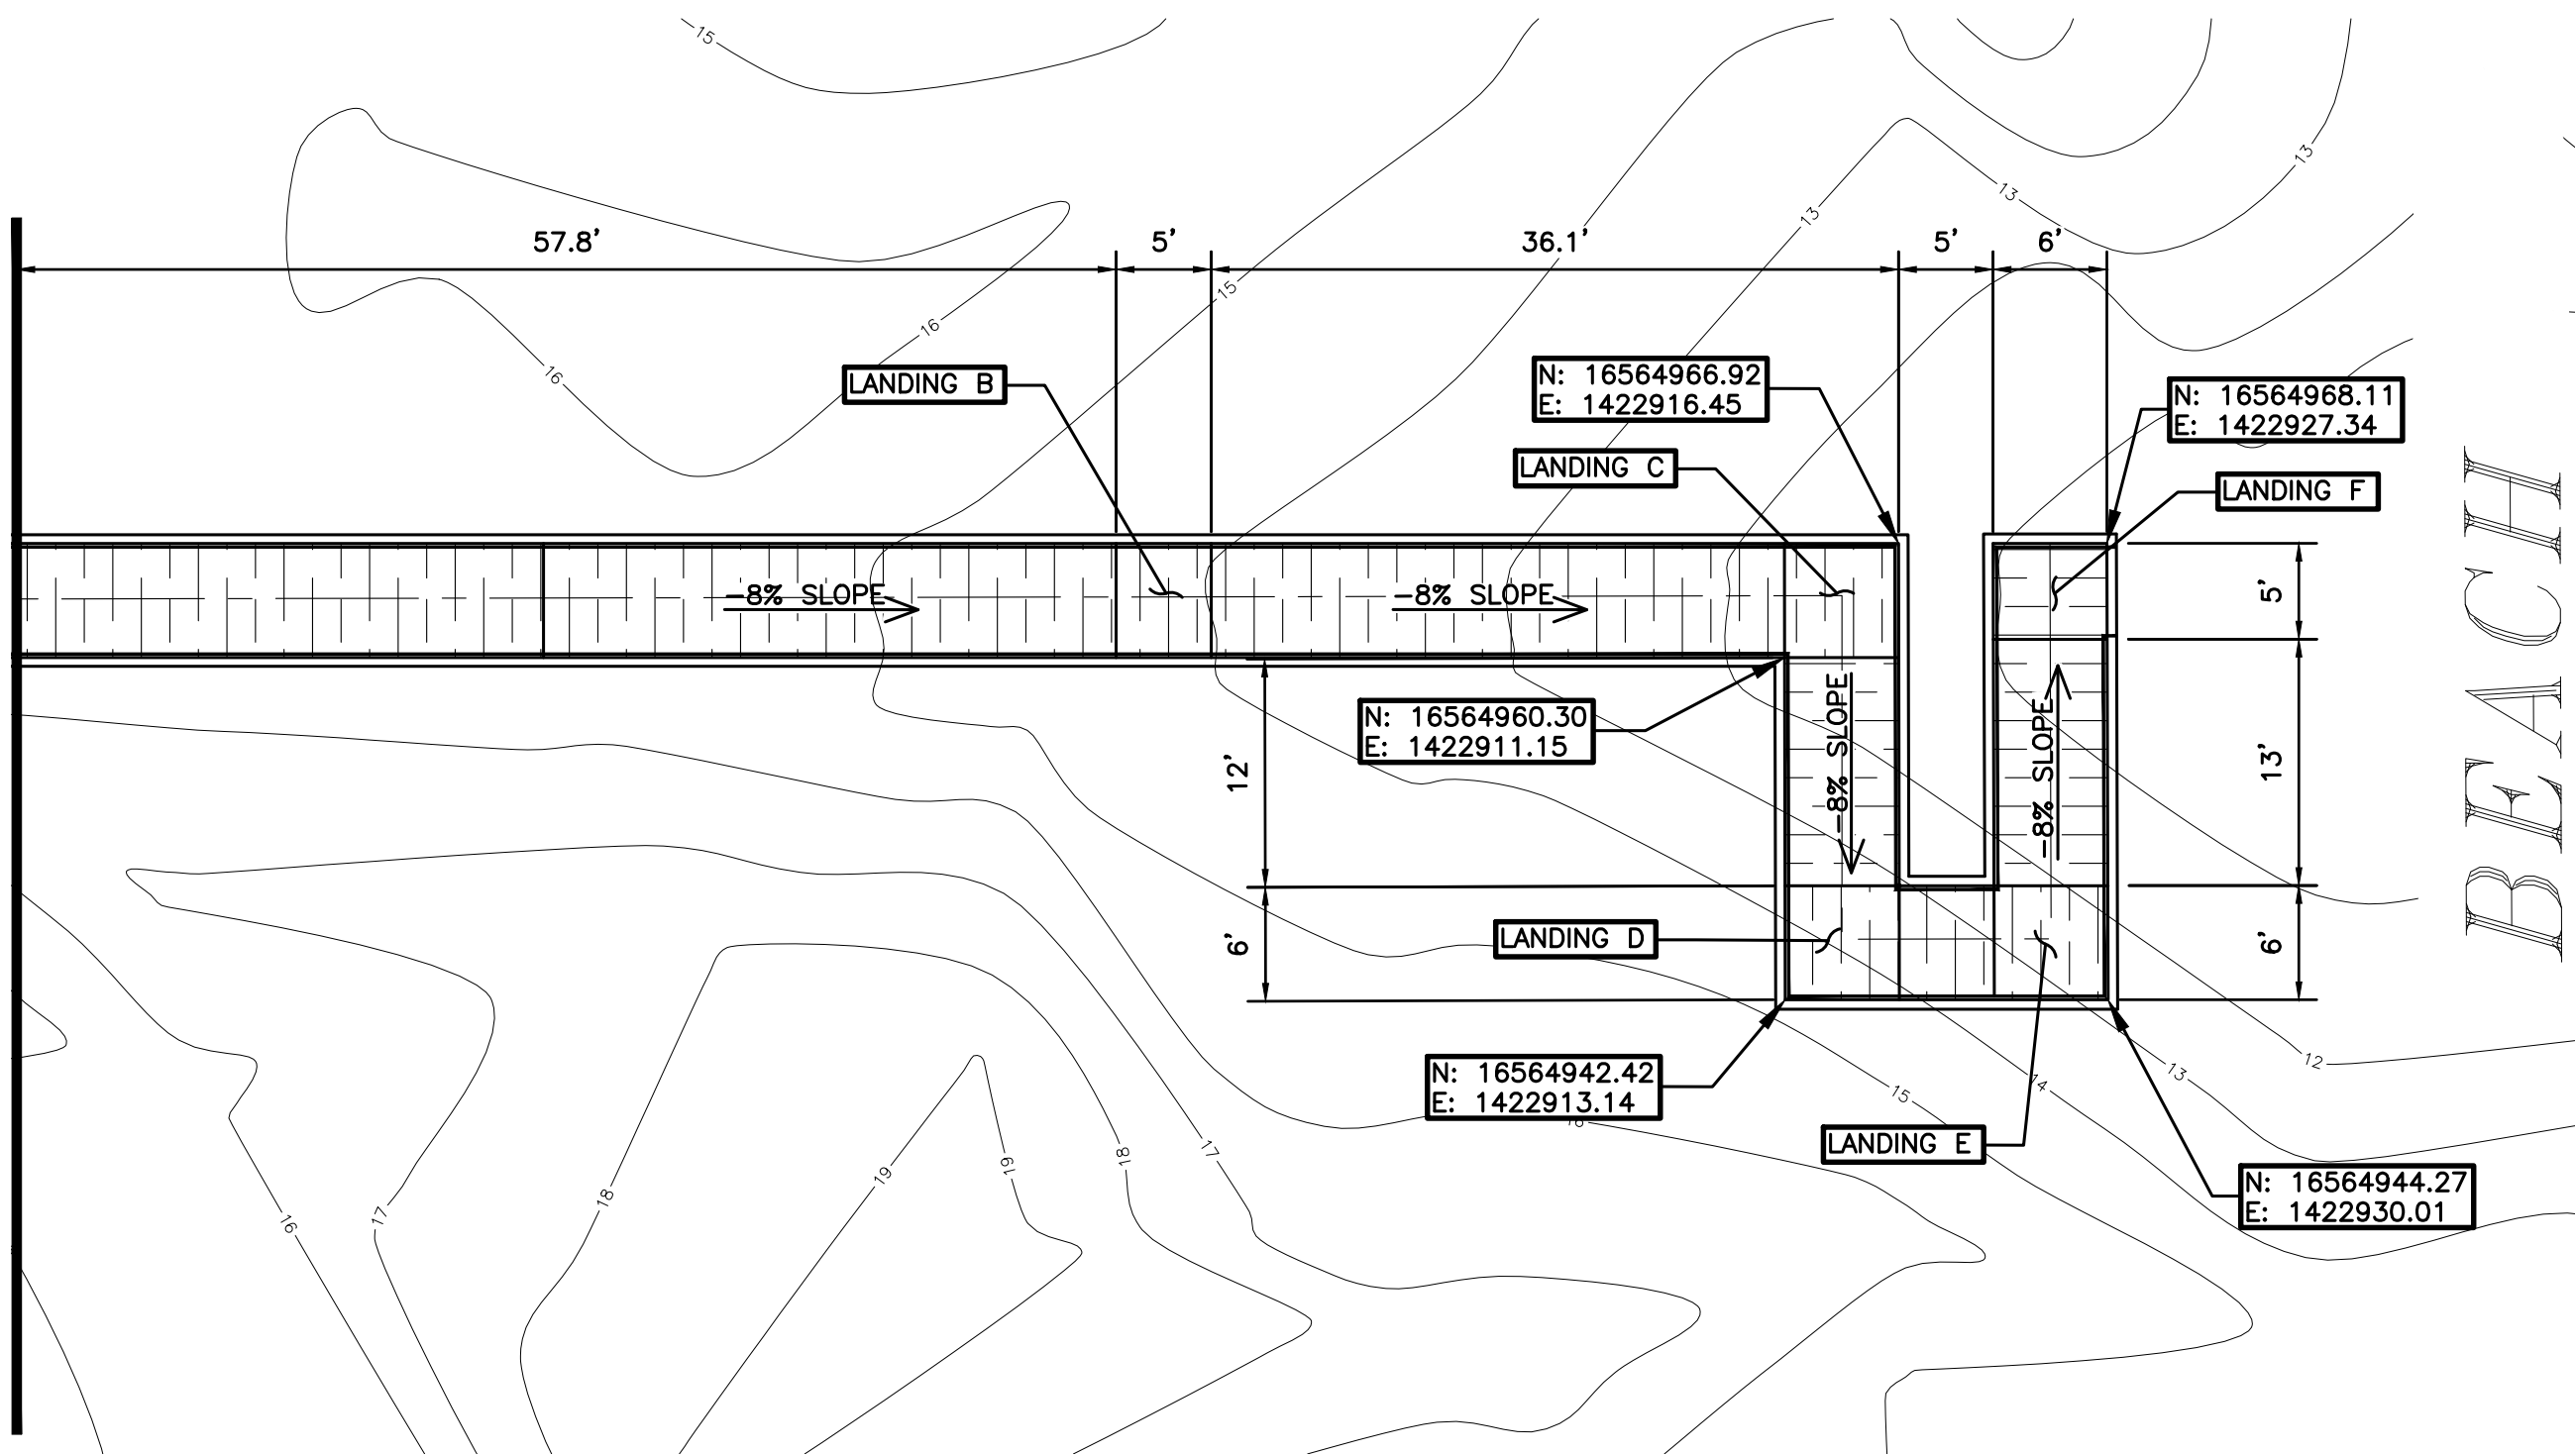 15
13
13
13
57.8'
5'
36.1'
5'
6'
15
16
16
LANDING B
N: 16564966.92
E: 1422916.45
N: 16564968.11
E: 1422927.34
LANDING C
LANDING F
BEACH
-8% SLOPE
-8% SLOPE
5'
N: 16564960.30
E: 1422911.15
-8% SLOPE
-8% SLOPE
12'
13'
LANDING D
6'
6'
N: 16564942.42
E: 1422913.14
12
13
14
15
16
LANDING E
17
18
19
19
18
17
16
N: 16564944.27
E: 1422930.01